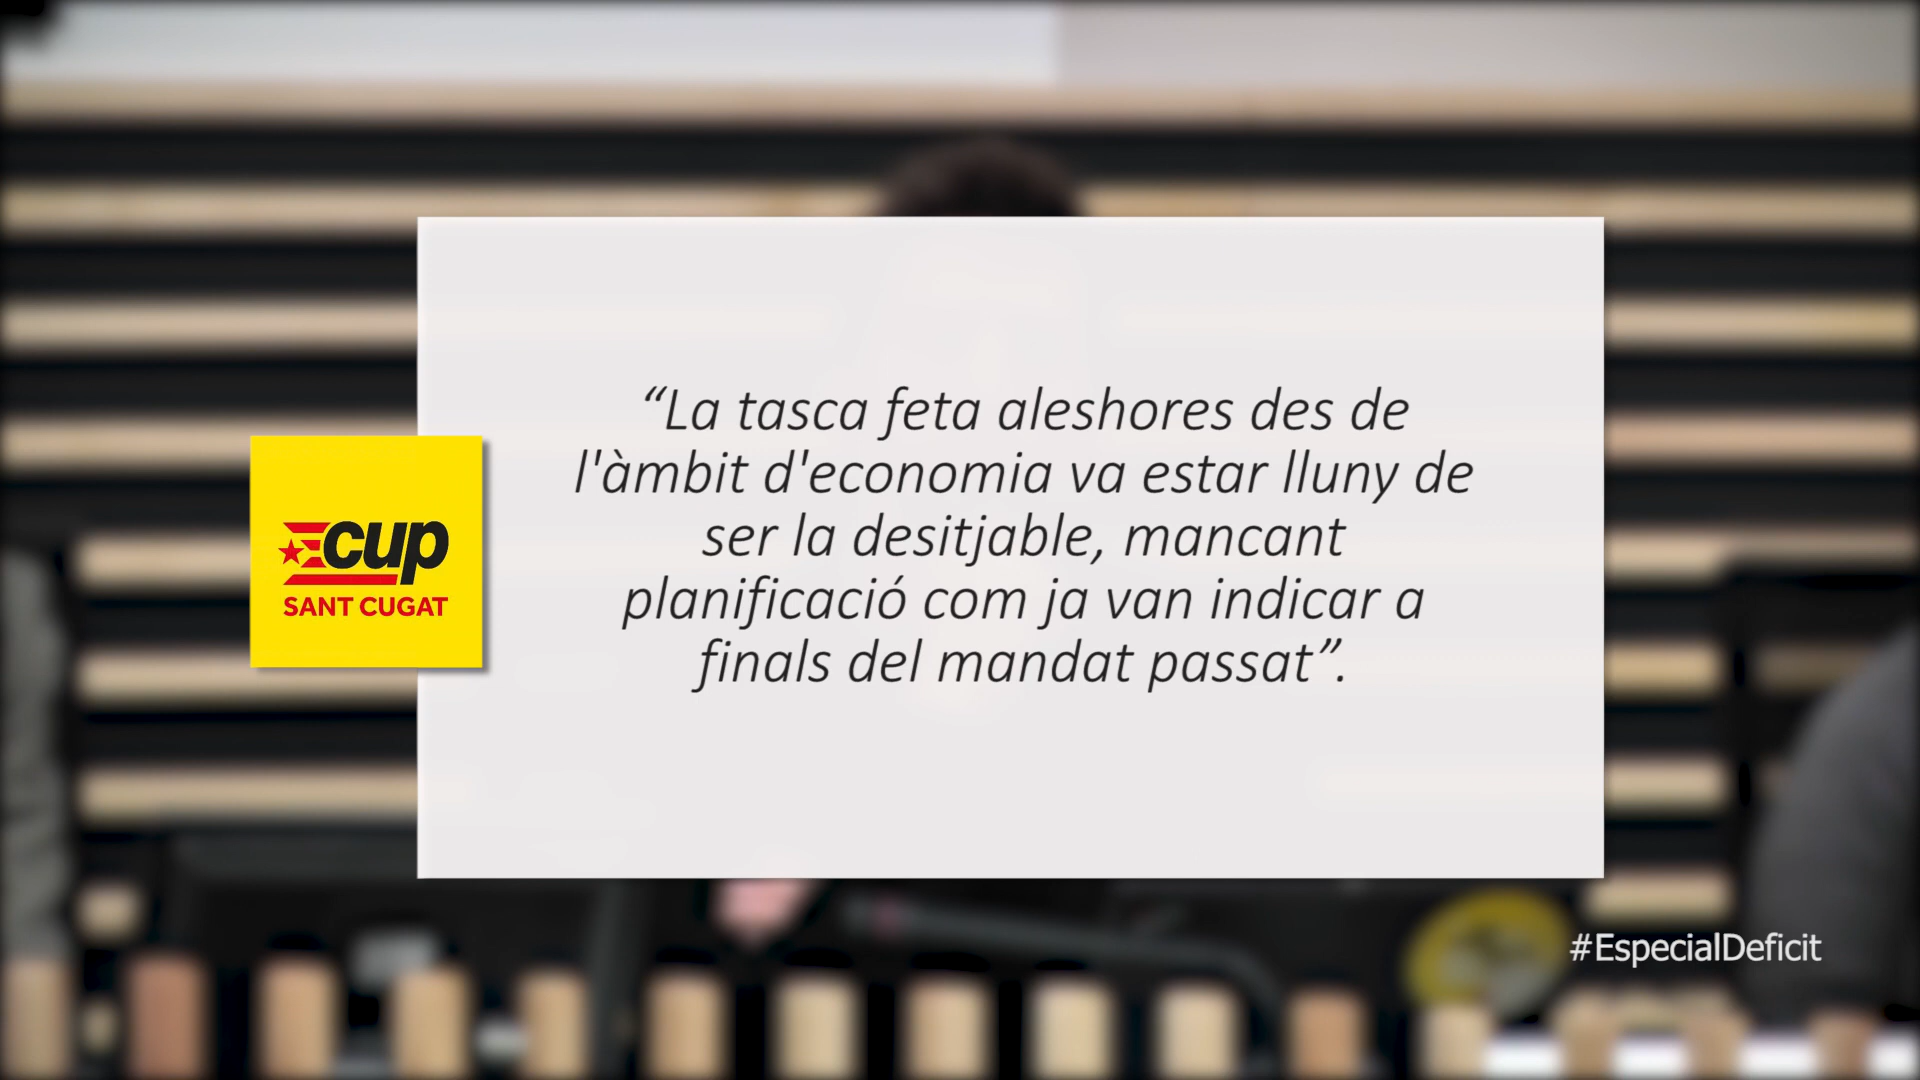 “La tasca feta aleshores des de
l'àmbit d'economia va estar lluny de
ser la desitjable, mancant
planificació com ja van indicar a
finals del mandat passat”.
cup
SANT CUGAT
#EspecialDeficit